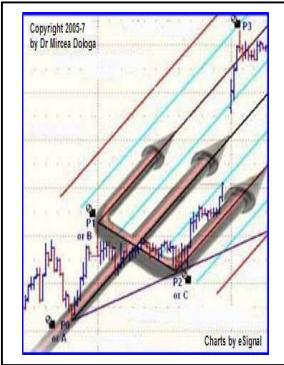 Copyright 2005-7
by Dr Mircea Dologa
P3
P1
or B
P2
or C
P0
or A
Charts by eSignal